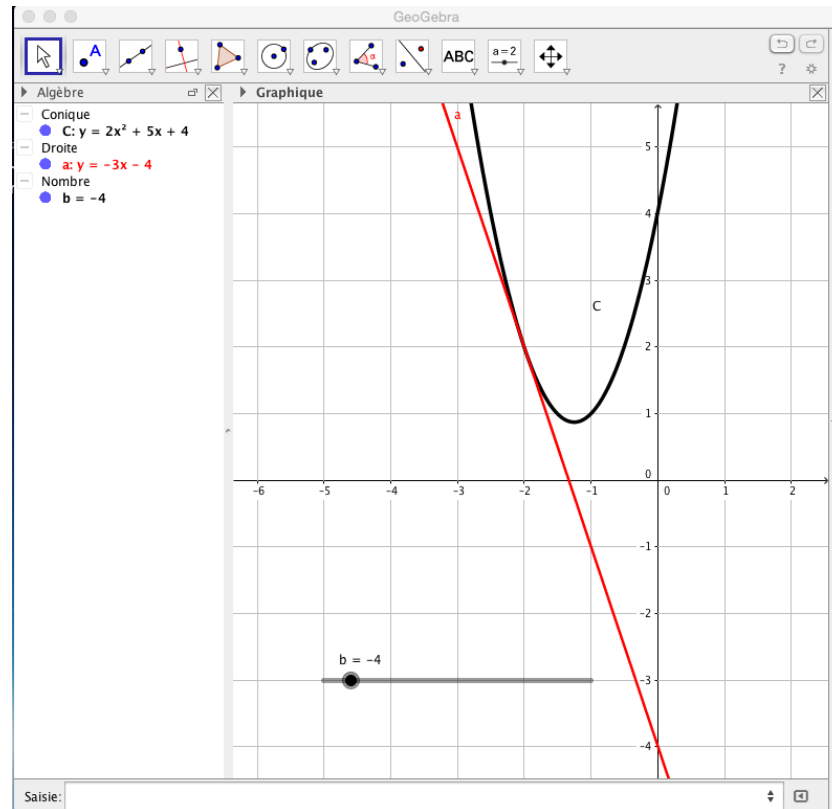 GeoGebra
A
α
ABC
a=2
?
Algèbre
Graphique
Conique
C: y = 2x² + 5x + 4
Droite
a: y = −3x − 4
Nombre
b = −4
a
5
4
3
C
2
1
0
-6 -5 -4 -3 -2 -1 0 1 2
-1
-2
b = −4
-3
-4
Saisie: